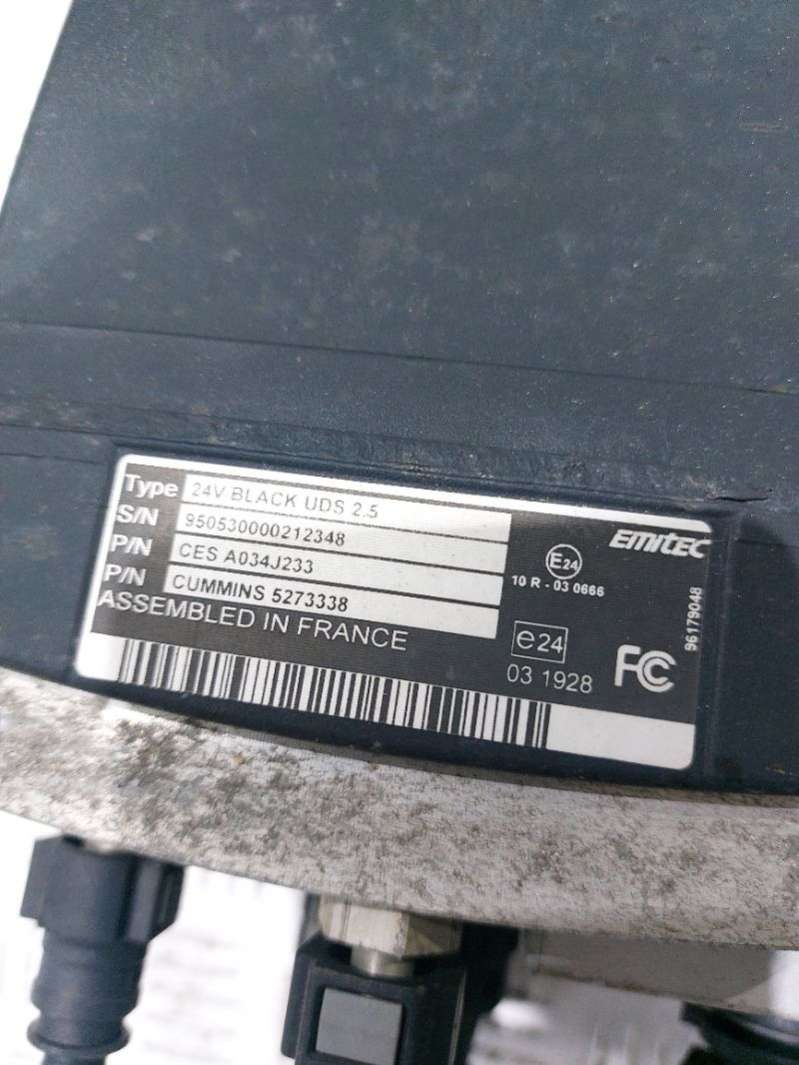 Type 24V BLACK UDS 2.5
S/N 950530000212348
P/N CES A034J233
P/N CUMMINS 5273338
ASSEMBLED IN FRANCE
EMITEC
E24
10 R - 03 0666
e24
03 1928
FC
96179048